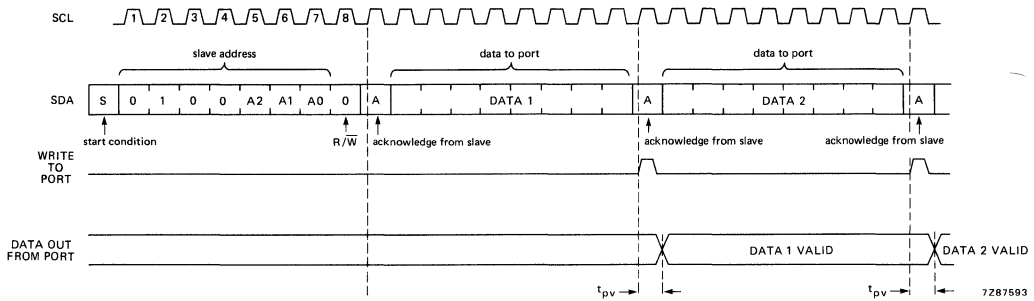 SCL
1 2 3 4 5 6 7 8
slave address
data to port
data to port
SDA
S 0 1 0 0 A2 A1 A0 0 A DATA 1 A DATA 2 A
start condition
R/W̅
acknowledge from slave
acknowledge from slave
acknowledge from slave
WRITE
TO
PORT
DATA OUT
FROM PORT
DATA 1 VALID
DATA 2 VALID
tpv
tpv
7Z87593